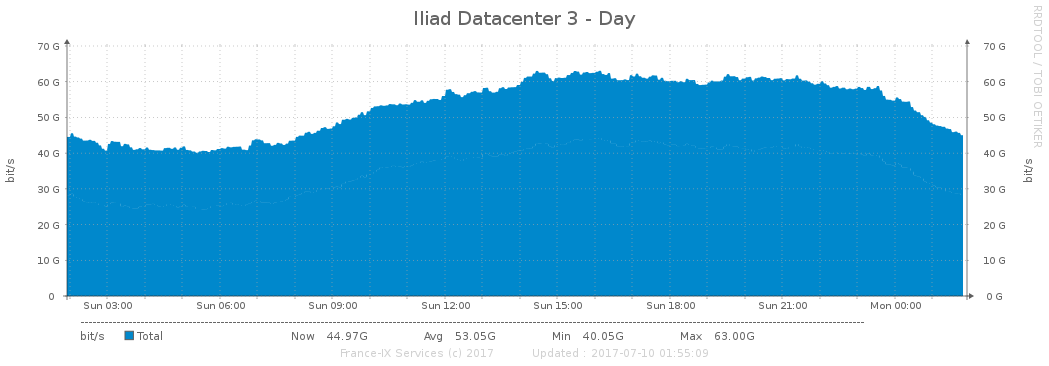 Iliad Datacenter 3 - Day
RRDTOOL / TOBI OETIKER
70 G 70 G
60 G 60 G
50 G 50 G
40 G 40 G
30 G 30 G
20 G 20 G
10 G 10 G
0 0 G
bit/s bit/s
Sun 03:00 Sun 06:00 Sun 09:00 Sun 12:00 Sun 15:00 Sun 18:00 Sun 21:00 Mon 00:00
bit/s Total Now 44.97G Avg 53.05G Min 40.05G Max 63.00G
France-IX Services (c) 2017 Updated : 2017-07-10 01:55:09